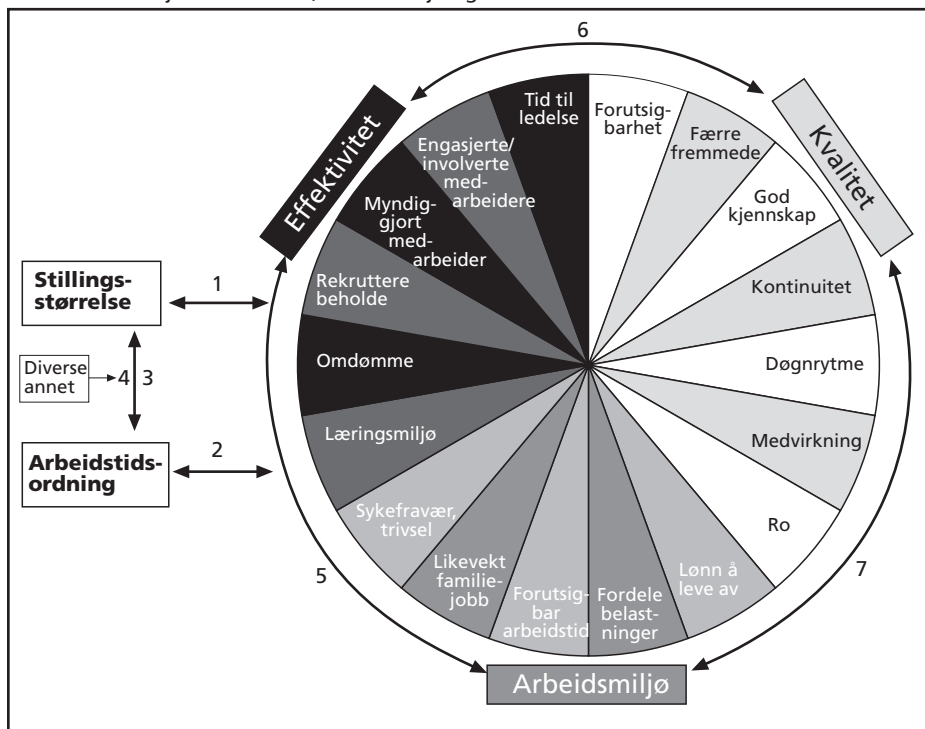 6
Effektivitet
Kvalitet
Tid til
ledelse
Engasjerte/
involverte
med-
arbeidere
Myndig-
gjort
med-
arbeider
Rekruttere
beholde
Omdømme
Læringsmiljø
Sykefravær,
trivsel
Likevekt
familie-
jobb
Forutsig-
bar
arbeidstid
Fordele
belast-
ninger
Lønn å
leve av
Ro
Medvirkning
Døgnrytme
Kontinuitet
God
kjennskap
Færre
fremmede
Forutsig-
barhet
Stillings-
størrelse
1
Diverse
annet
4
3
Arbeidstids-
ordning
2
5
7
Arbeidsmiljø